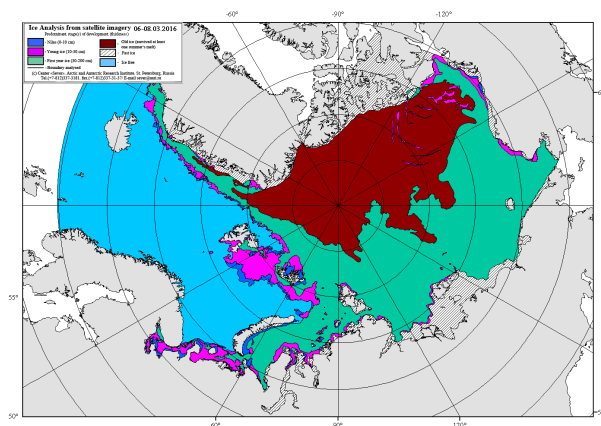 Ice Analysis from satellite imagery 06-08.03.2016
Predominant stage(s) of development (thickness)
- Nilas (0-10 cm)
- Young ice (10-30 cm)
- First year ice (30-200 cm)
- Boundary analysed
- Old ice (survived at least
one summer's melt)
- Fast ice
- Ice free
(c) Center «Sever», Arctic and Antarctic Research Institute, St. Petersburg, Russia
-60°
-90°
-120°
55°
50°
60°
90°
120°